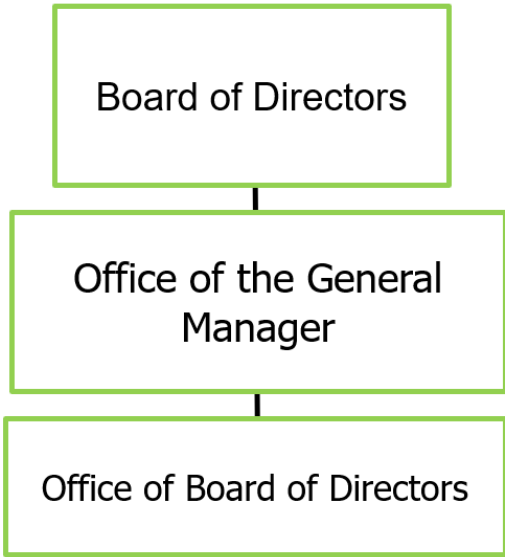 Board of Directors
Office of the General
Manager
Office of Board of Directors